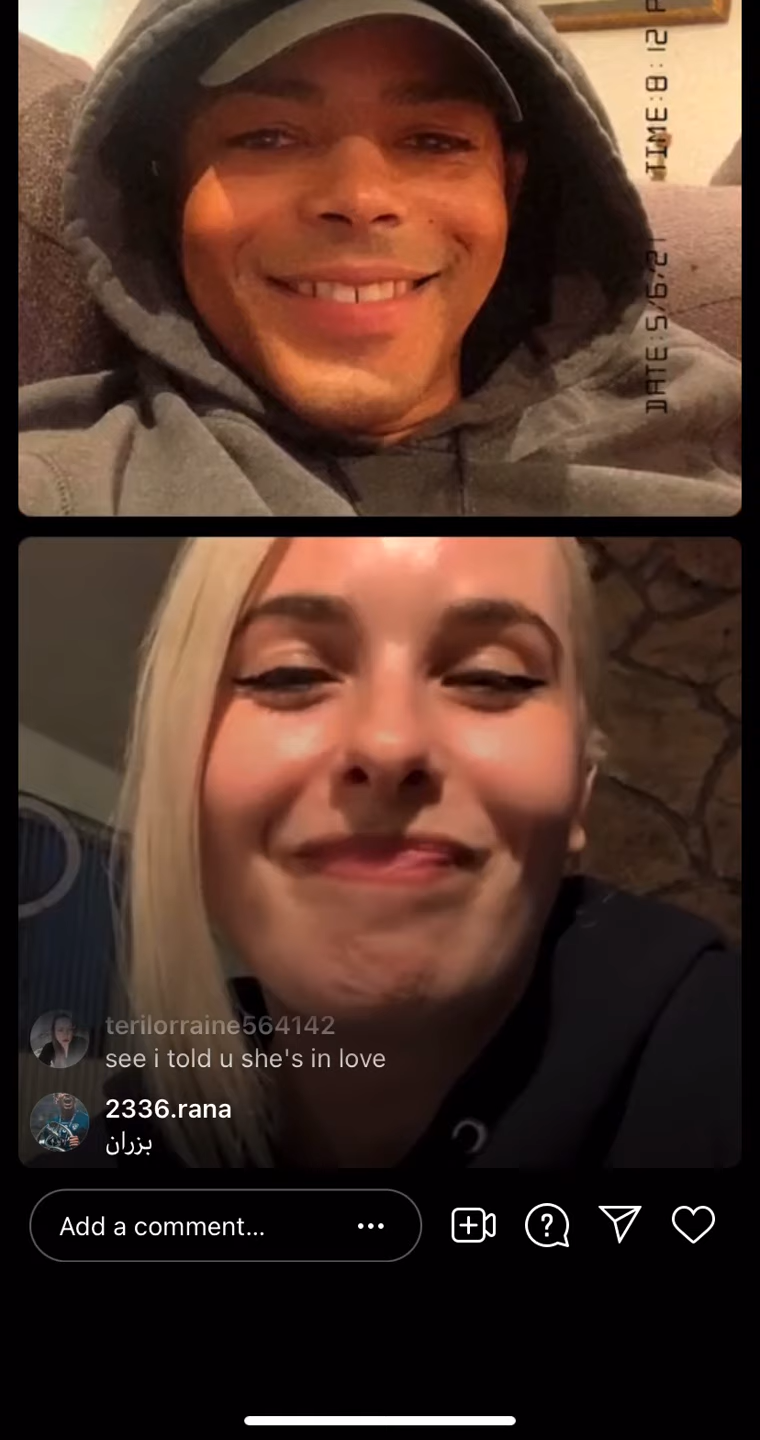 DATE:5/6/21 TIME:8:12 P
terilorraine564142
see i told u she's in love
2336.rana
بزران
Add a comment...